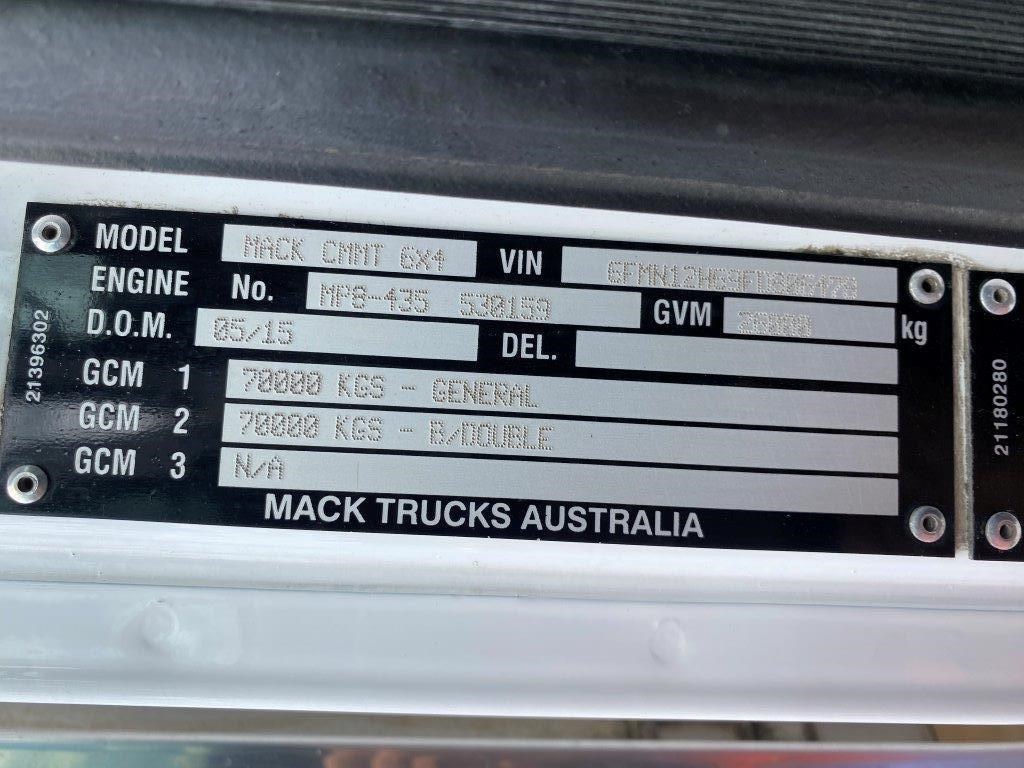 MODEL MACK CMMT 6X4 VIN
ENGINE No. MP8-435 530159 GVM kg
D.O.M. 05/15 DEL.
GCM 1 70000 KGS - GENERAL
GCM 2 70000 KGS - B/DOUBLE
GCM 3 N/A
MACK TRUCKS AUSTRALIA
21396302
21180280